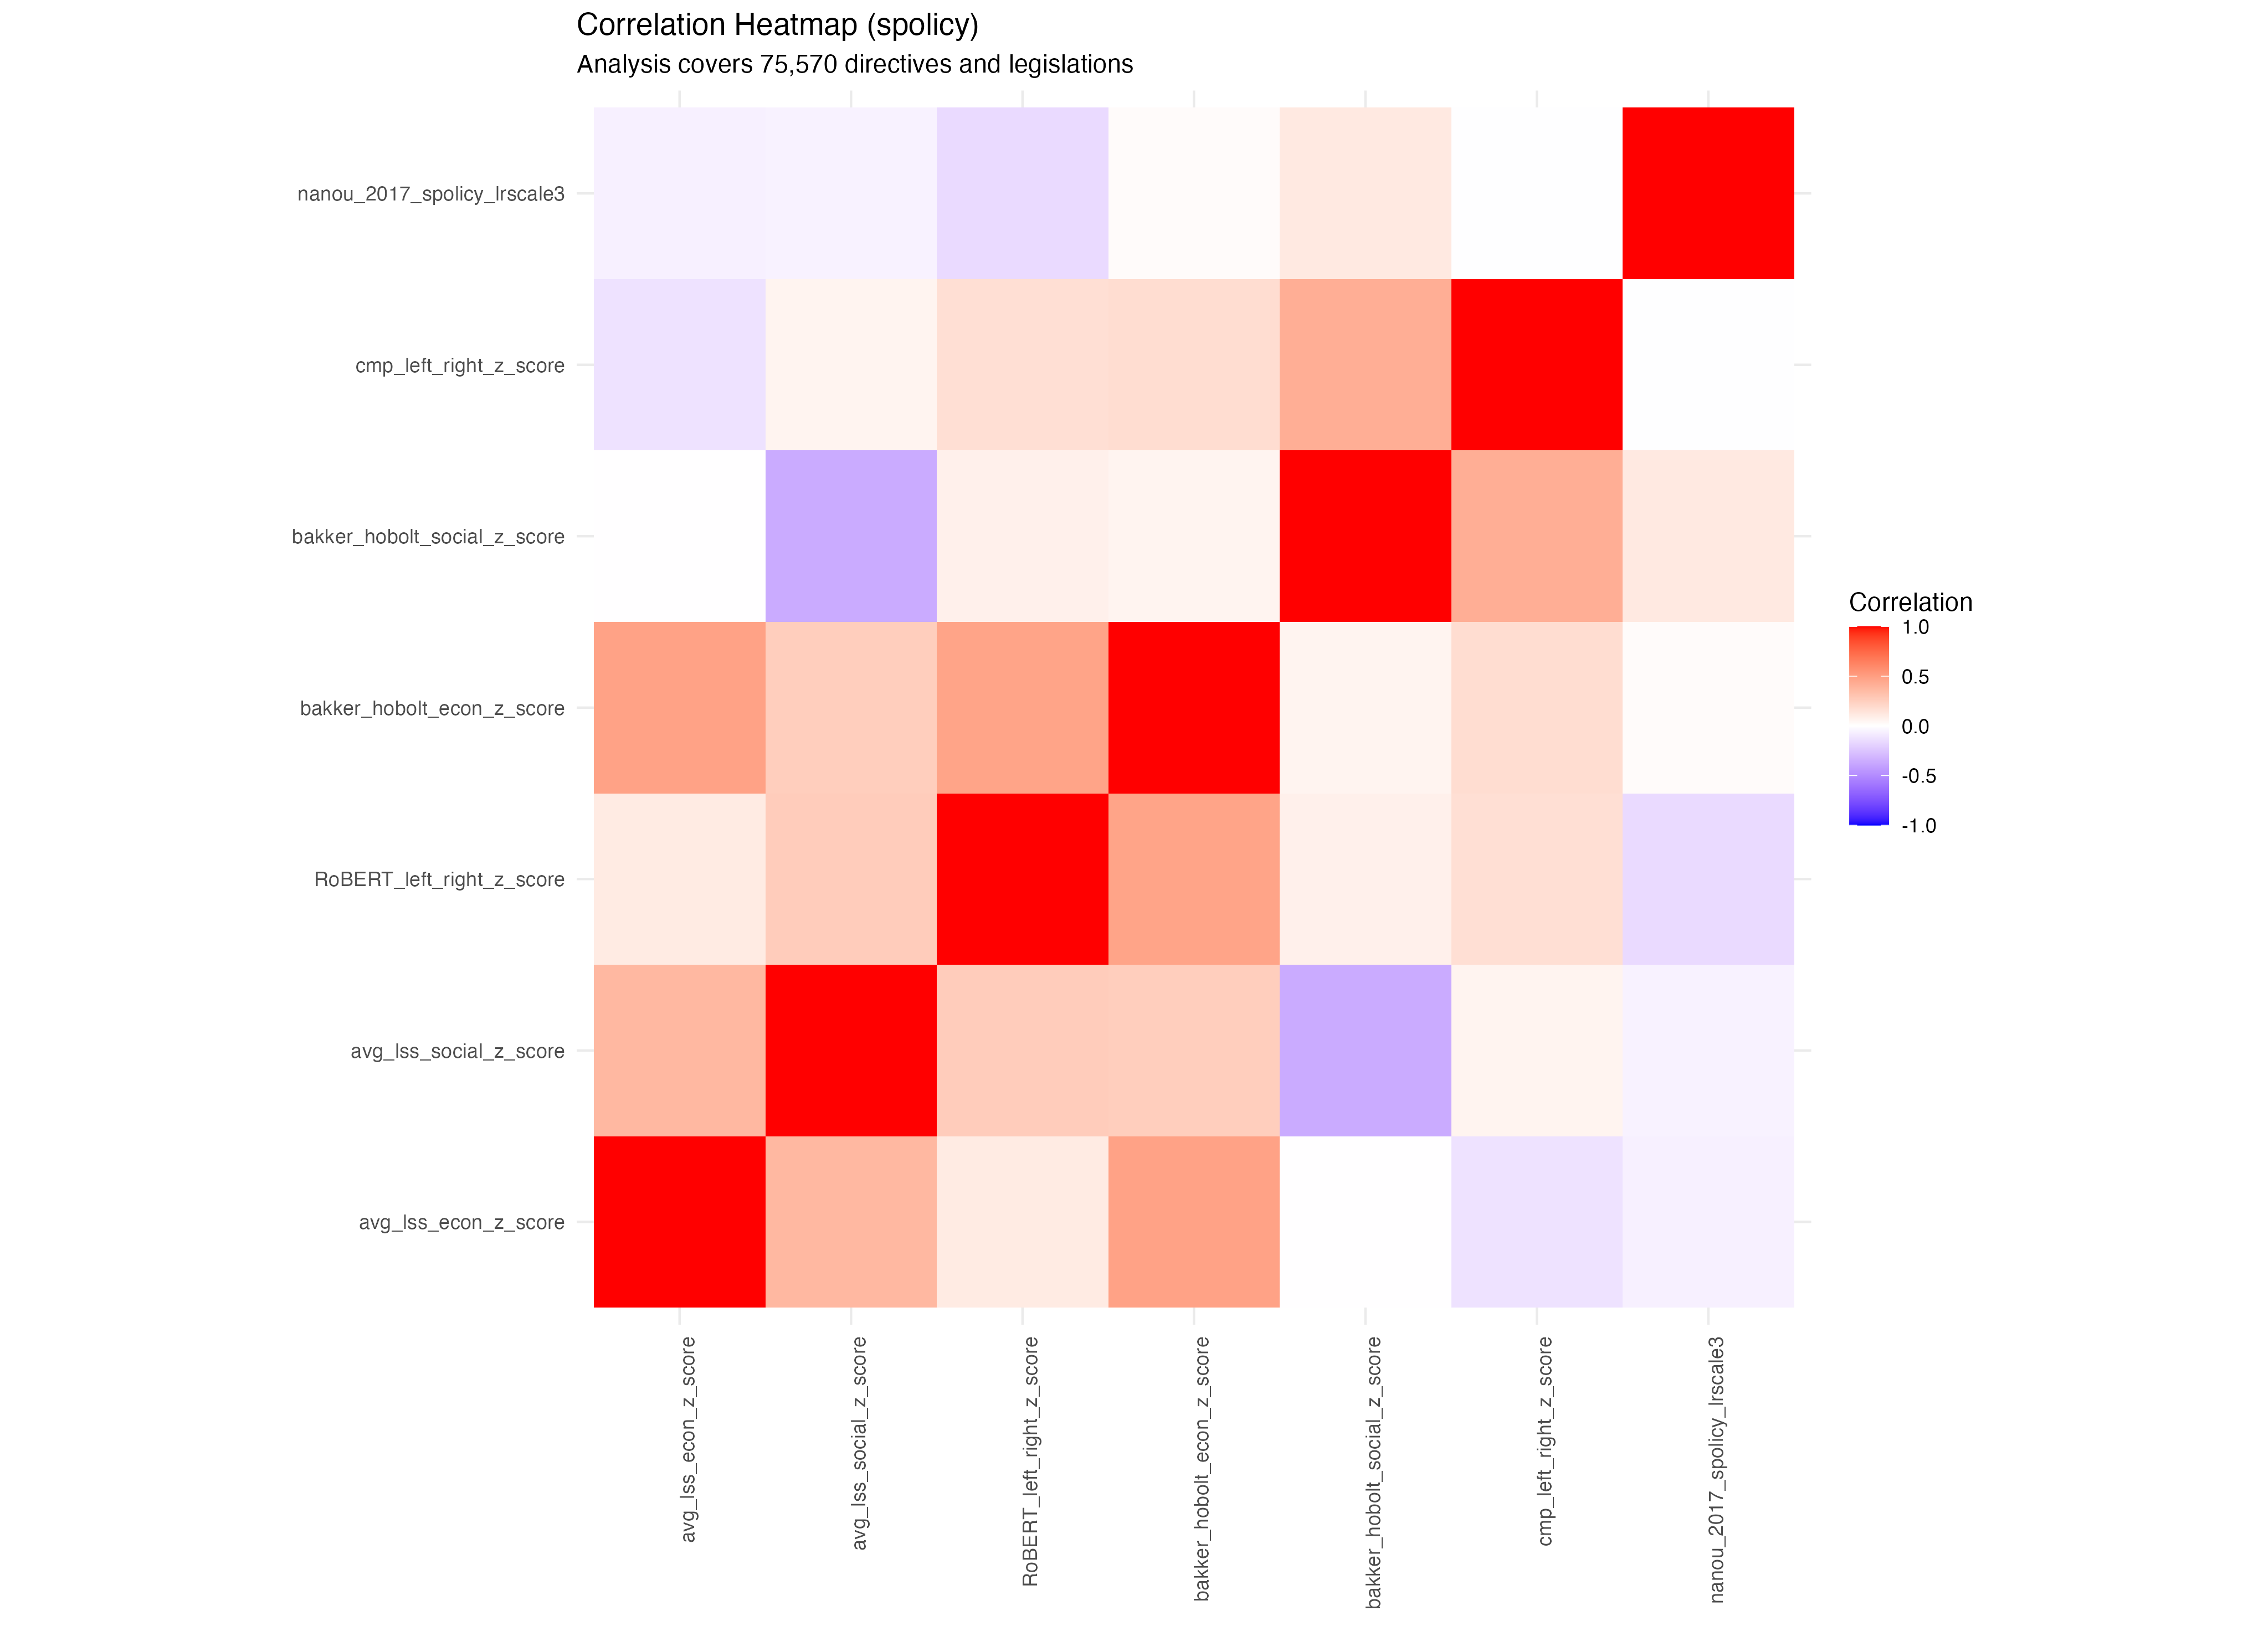 Correlation Heatmap (spolicy)
Analysis covers 75,570 directives and legislations
nanou_2017_spolicy_lrscale3
cmp_left_right_z_score
bakker_hobolt_social_z_score
bakker_hobolt_econ_z_score
RoBERT_left_right_z_score
avg_lss_social_z_score
avg_lss_econ_z_score
avg_lss_econ_z_score
avg_lss_social_z_score
RoBERT_left_right_z_score
bakker_hobolt_econ_z_score
bakker_hobolt_social_z_score
cmp_left_right_z_score
nanou_2017_spolicy_lrscale3
Correlation
1.0
0.5
0.0
-0.5
-1.0